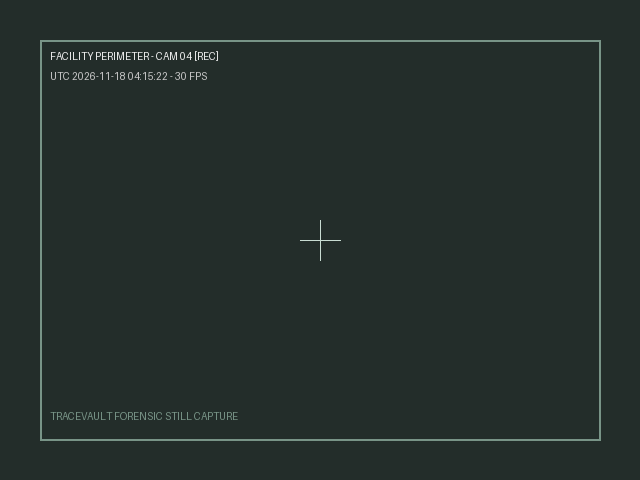 FACILITY PERIMETER - CAM 04 [REC]
UTC 2026-11-18 04:15:22 - 30 FPS
TRACEVAULT FORENSIC STILL CAPTURE